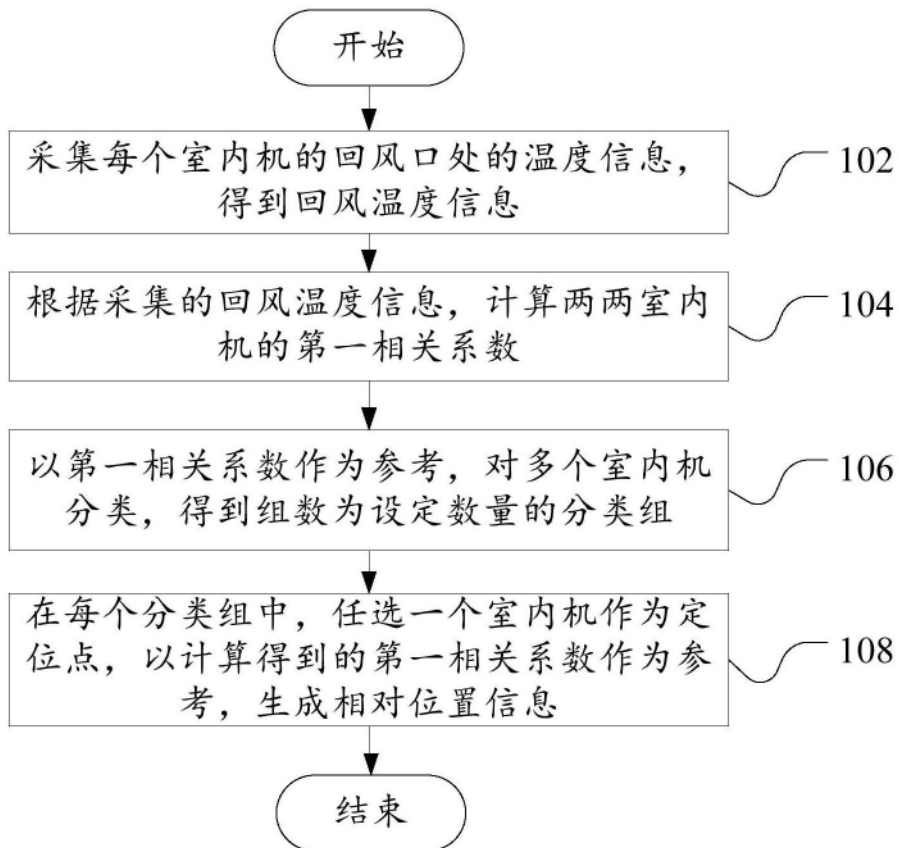 开始
采集每个室内机的回风口处的温度信息，
得到回风温度信息
102
根据采集的回风温度信息，计算两两室内
机的第一相关系数
104
以第一相关系数作为参考，对多个室内机
分类，得到组数为设定数量的分类组
106
在每个分类组中，任选一个室内机作为定
位点，以计算得到的第一相关系数作为参
考，生成相对位置信息
108
结束